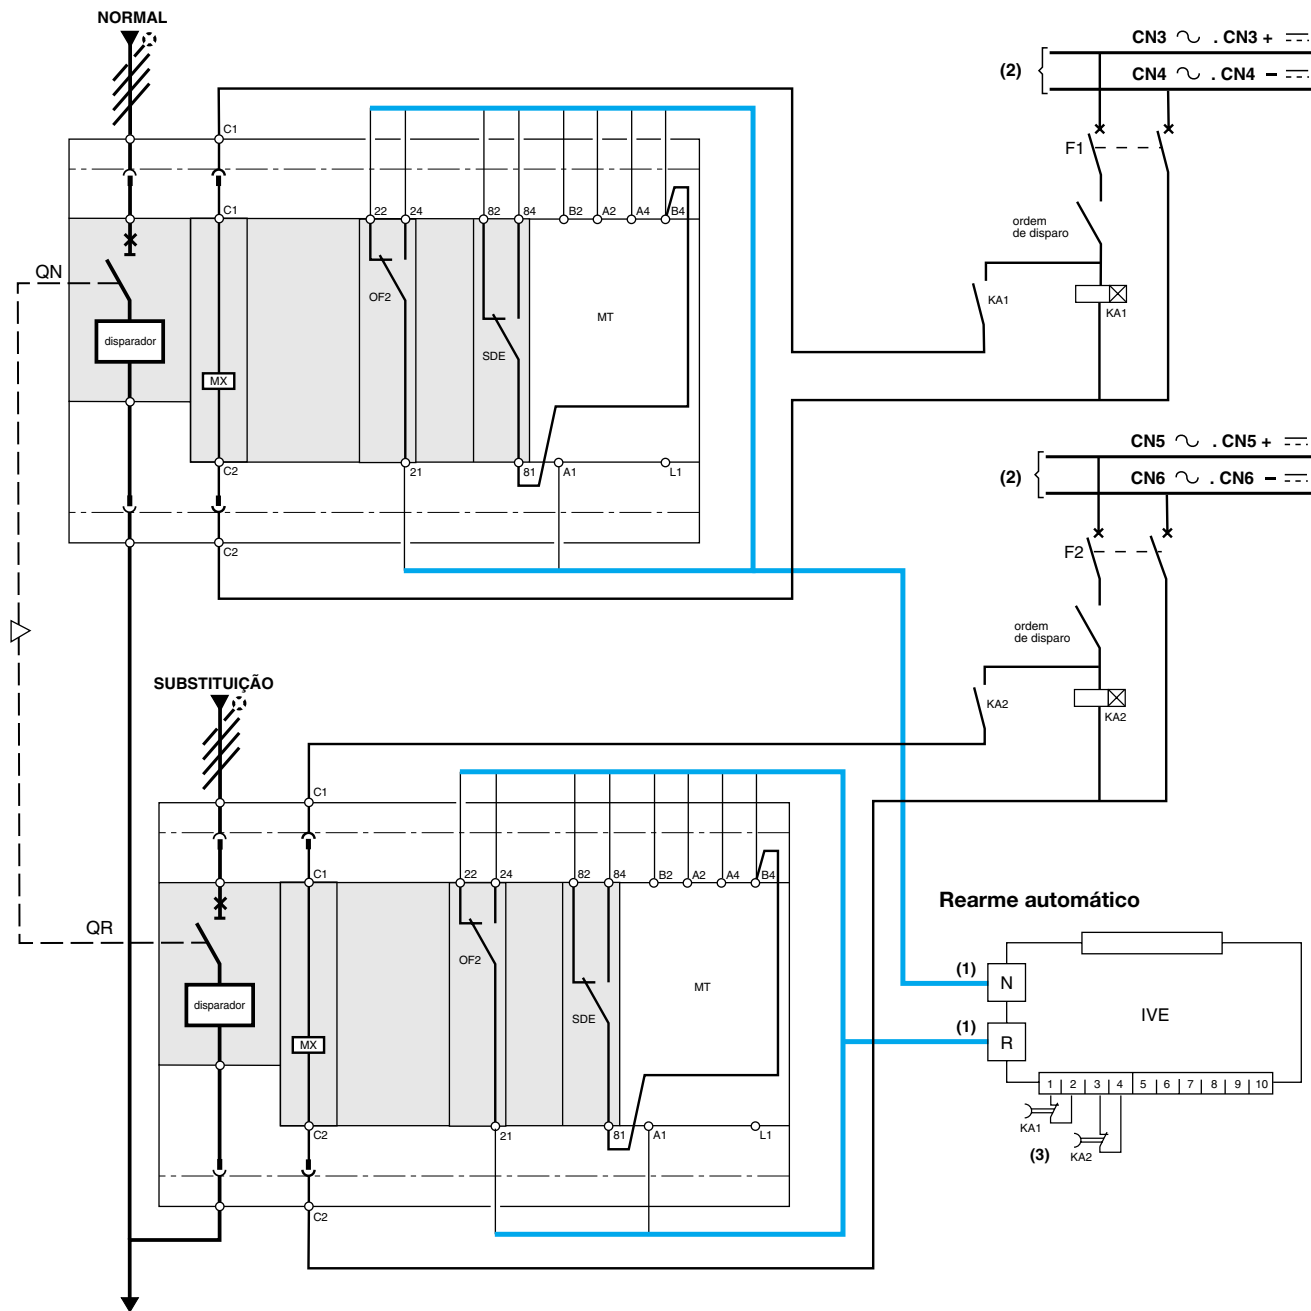 NORMAL
CN3 ∿ . CN3 + ⎓
(2)
CN4 ∿ . CN4 – ⎓
C1
F1
C1
22
24
82
84
B2
A2
A4
B4
ordem
de disparo
QN
OF2
KA1
KA1
MT
disparador
SDE
MX
CN5 ∿ . CN5 + ⎓
C2
21
81
A1
L1
(2)
CN6 ∿ . CN6 – ⎓
C2
F2
ordem
de disparo
SUBSTITUIÇÃO
KA2
KA2
C1
C1
22
24
82
84
B2
A2
A4
B4
Rearme automático
QR
OF2
(1)
N
MT
disparador
SDE
IVE
(1)
R
MX
1
2
3
4
5
6
7
8
9
10
KA1
C2
21
81
A1
L1
(3)
KA2
C2